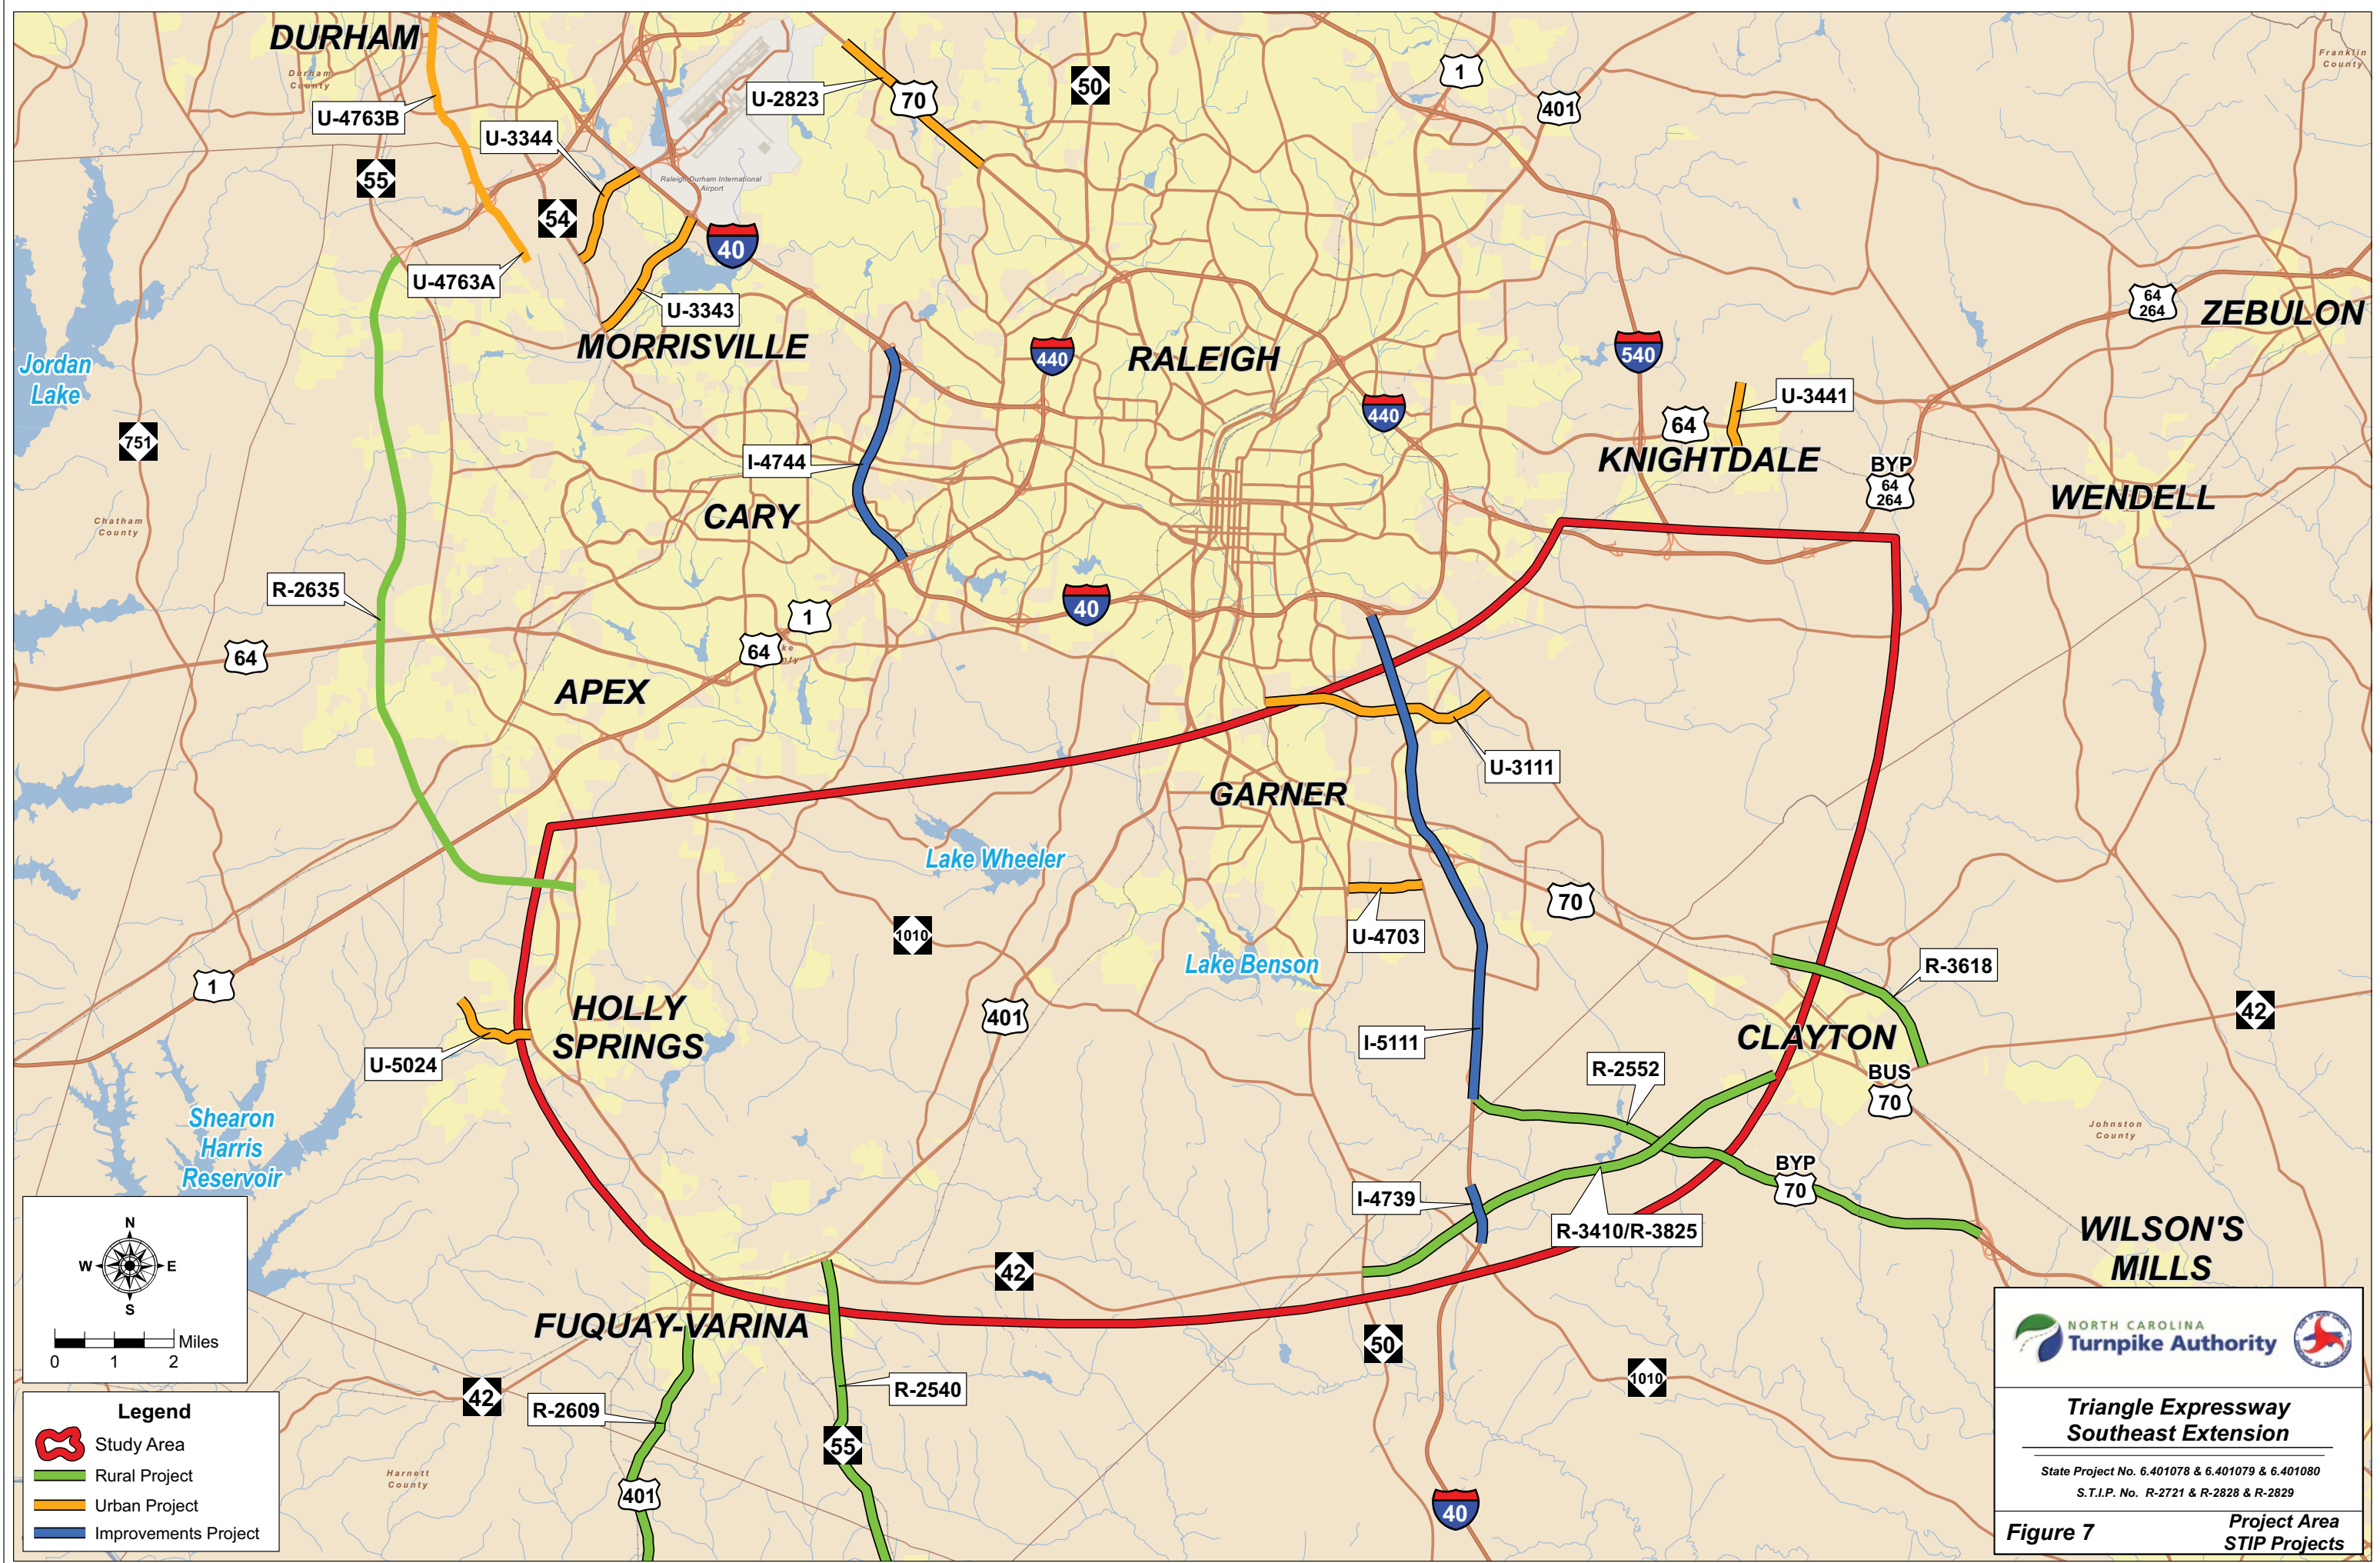 DURHAM
Durham
County
U-4763B
U-3344
U-2823
70
50
1
401
Franklin
County
55
54
Raleigh-Durham International
Airport
40
U-4763A
U-3343
MORRISVILLE
Jordan
Lake
751
440
RALEIGH
440
540
64
264
ZEBULON
U-3441
64
KNIGHTDALE
BYP
64
264
WENDELL
I-4744
CARY
Chatham
County
R-2635
64
1
64
40
APEX
U-3111
GARNER
Lake Wheeler
1010
U-4703
70
Lake Benson
R-3618
1
HOLLY
SPRINGS
401
U-5024
I-5111
CLAYTON
42
R-2552
BUS
70
Shearon
Harris
Reservoir
Johnston
County
BYP
70
I-4739
R-3410/R-3825
WILSON'S
MILLS
42
FUQUAY-VARINA
50
1010
42
R-2609
R-2540
55
401
40
Harnett
County
N
W
E
S
Miles
0 1 2
Legend
Study Area
Rural Project
Urban Project
Improvements Project
NORTH CAROLINA
Turnpike Authority
Triangle Expressway
Southeast Extension
State Project No. 6.401078 & 6.401079 & 6.401080
S.T.I.P. No. R-2721 & R-2828 & R-2829
Figure 7
Project Area
STIP Projects